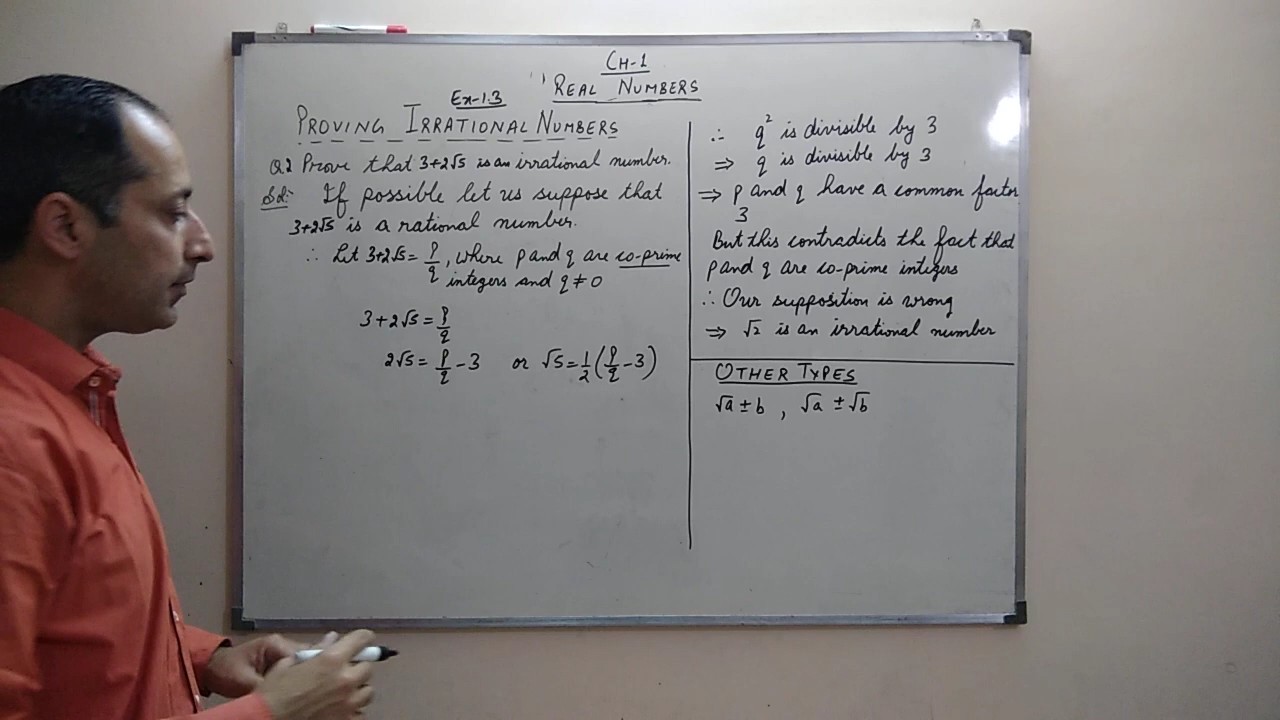 CH-1
REAL NUMBERS
Ex-1.3
PROVING IRRATIONAL NUMBERS
Q.2 Prove that 3+2√5 is an irrational number.
Sol:- If possible let us suppose that
3+2√5 is a rational number.
∴ Let 3+2√5 = p/q, where p and q are co-prime
integers and q ≠ 0
3+2√5 = p/q
2√5 = p/q - 3 or √5 = 1/2 (p/q - 3)
∴ q² is divisible by 3
⇒ q is divisible by 3
⇒ p and q have a common factor
3
But this contradicts the fact that
p and q are co-prime integers
∴ Our supposition is wrong
⇒ √2 is an irrational number
OTHER TYPES
√a ± b , √a ± √b